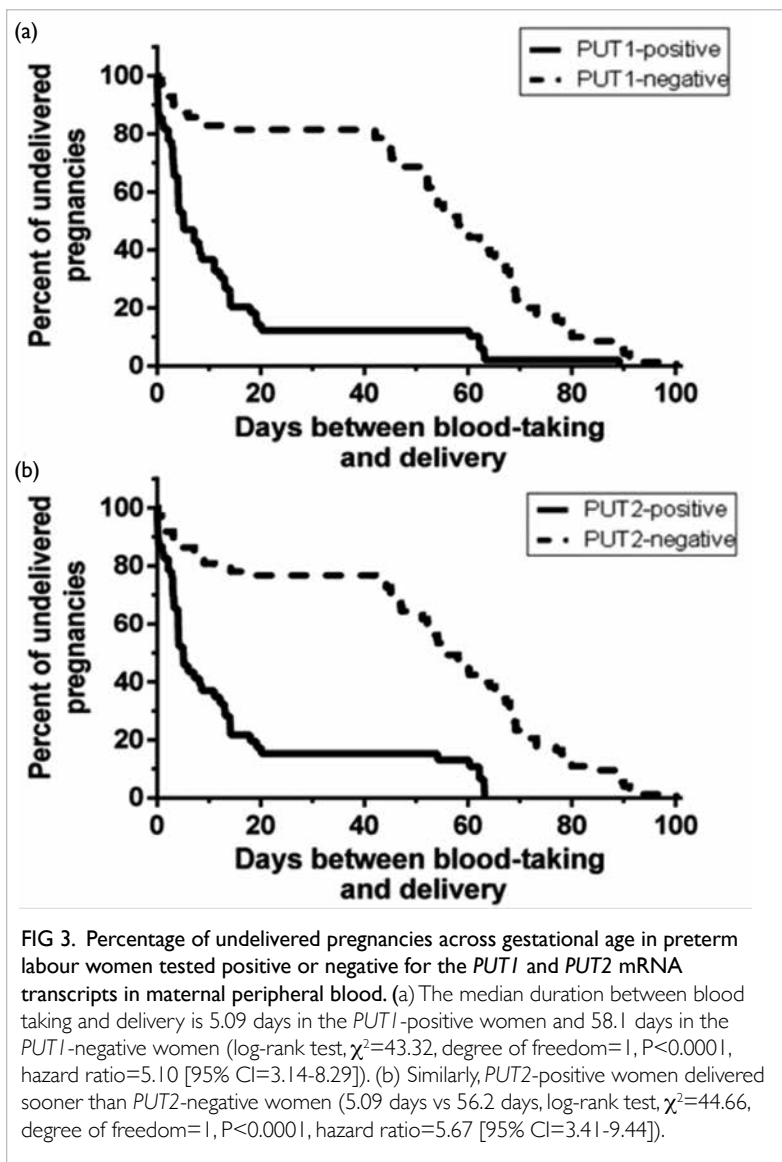 (a)
PUT1-positive
PUT1-negative
100
80
60
40
20
0
Percent of undelivered
pregnancies
0 20 40 60 80 100
Days between blood-taking
and delivery
(b)
PUT2-positive
PUT2-negative
100
80
60
40
20
0
Percent of undelivered
pregnancies
0 20 40 60 80 100
Days between blood-taking
and delivery
FIG 3. Percentage of undelivered pregnancies across gestational age in preterm
labour women tested positive or negative for the PUT1 and PUT2 mRNA
transcripts in maternal peripheral blood. (a) The median duration between blood
taking and delivery is 5.09 days in the PUT1-positive women and 58.1 days in the
PUT1-negative women (log-rank test, χ²=43.32, degree of freedom=1, P<0.0001,
hazard ratio=5.10 [95% CI=3.14-8.29]). (b) Similarly, PUT2-positive women delivered
sooner than PUT2-negative women (5.09 days vs 56.2 days, log-rank test, χ²=44.66,
degree of freedom=1, P<0.0001, hazard ratio=5.67 [95% CI=3.41-9.44]).